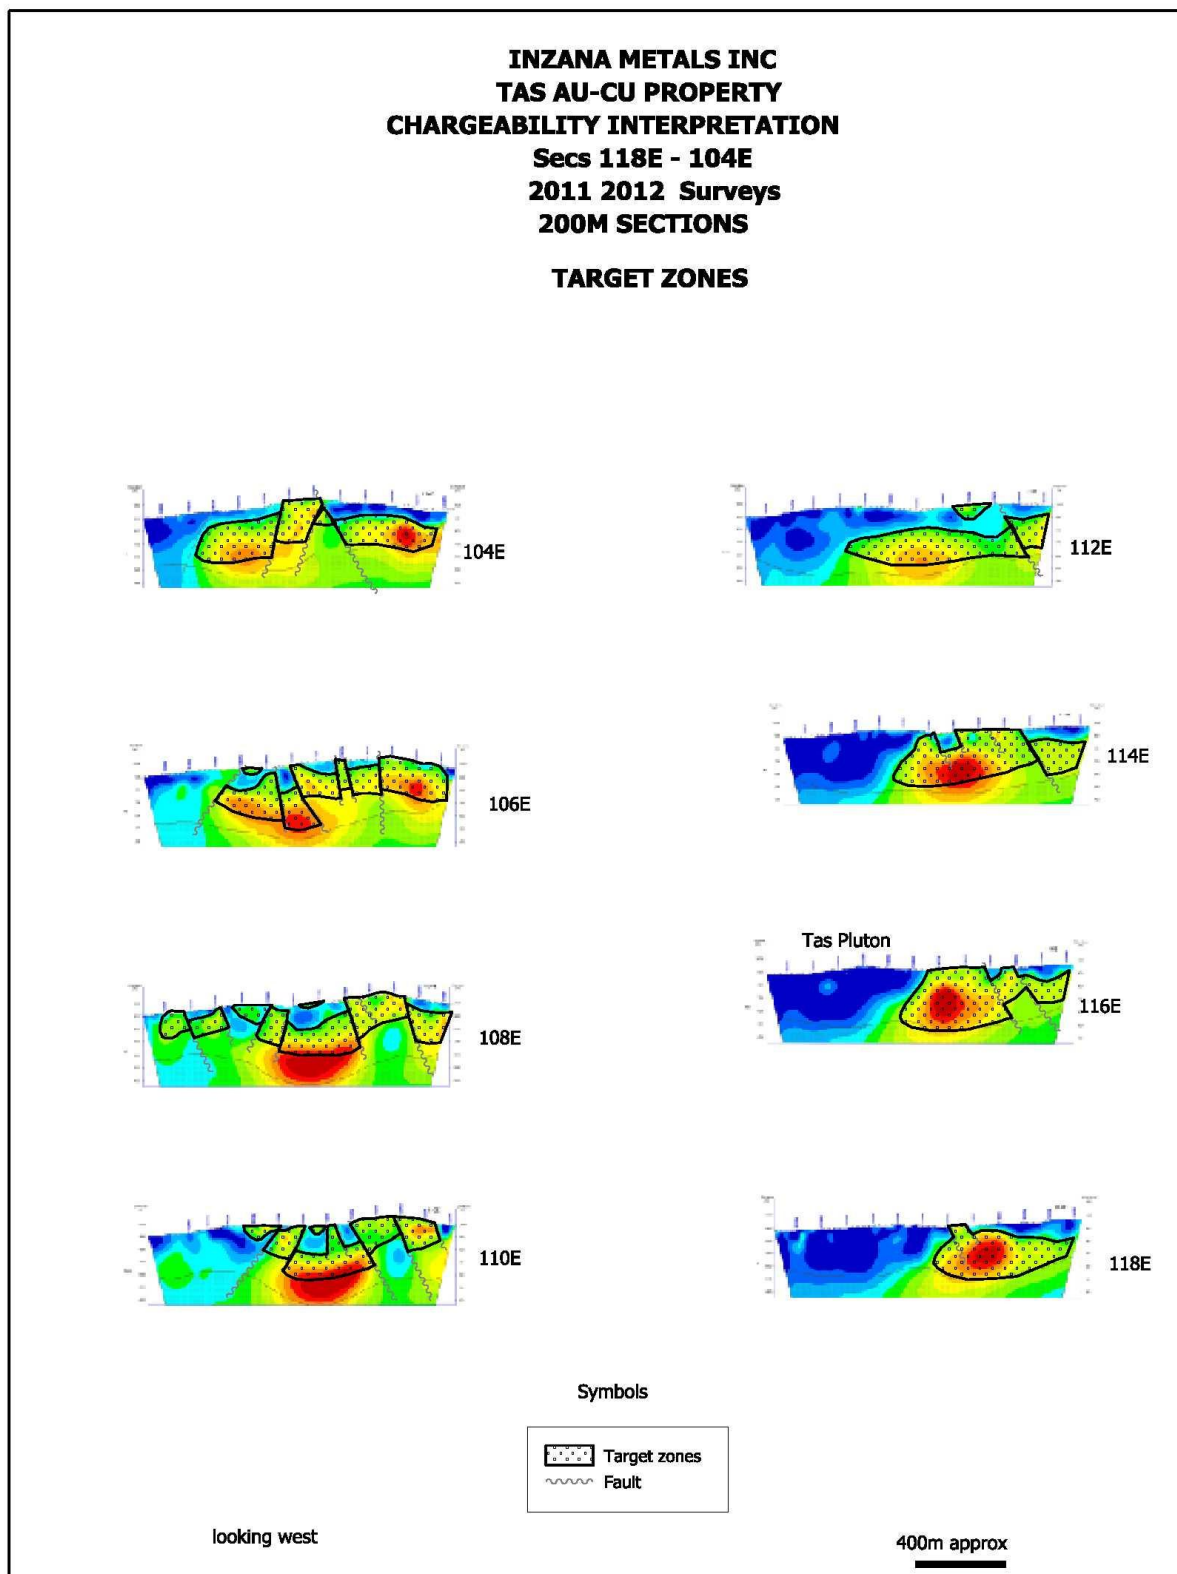 INZANA METALS INC
TAS AU-CU PROPERTY
CHARGEABILITY INTERPRETATION
Secs 118E - 104E
2011 2012 Surveys
200M SECTIONS
TARGET ZONES
104E
112E
106E
114E
Tas Pluton
108E
116E
110E
118E
Symbols
Target zones
Fault
looking west
400m approx